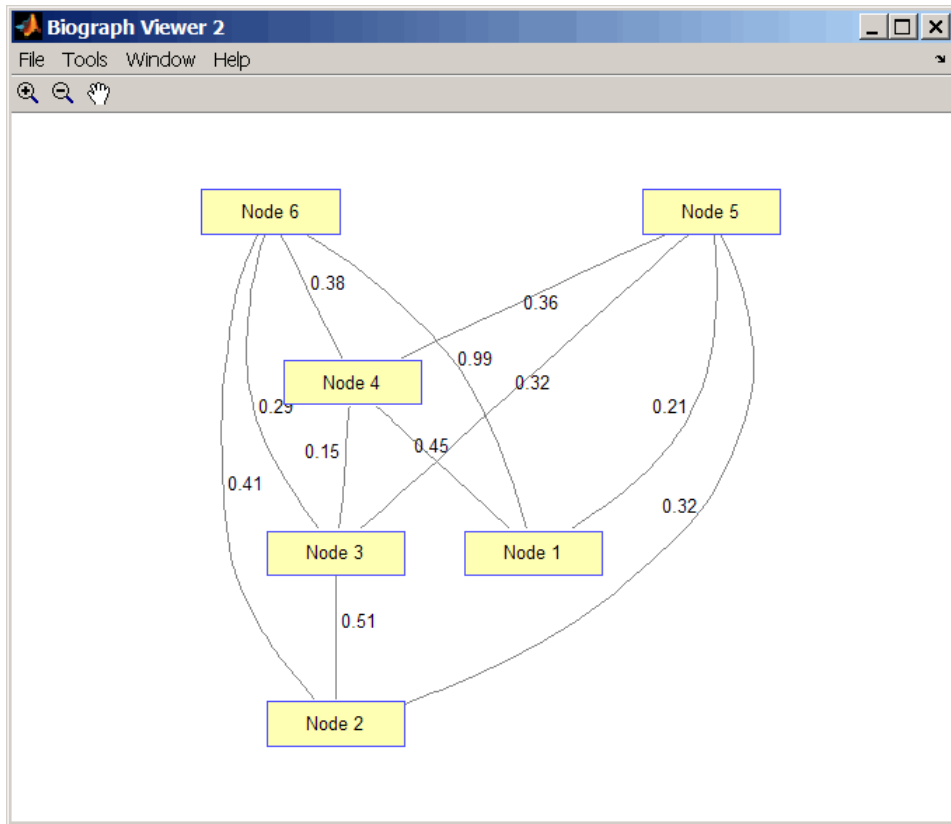 Biograph Viewer 2
File Tools Window Help
Node 6
Node 5
0.38
0.36
0.99
Node 4
0.32
0.29
0.21
0.45
0.15
0.41
0.32
Node 3
Node 1
0.51
Node 2